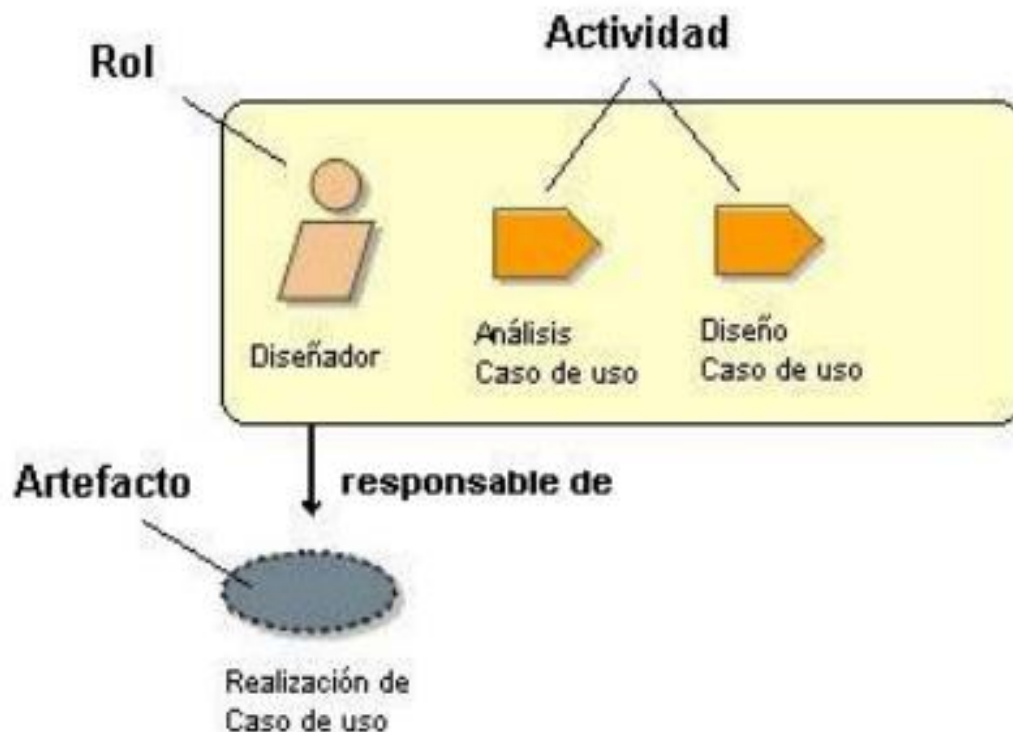 Actividad
Rol
Diseñador
Análisis
Caso de uso
Diseño
Caso de uso
Artefacto
responsable de
Realización de
Caso de uso